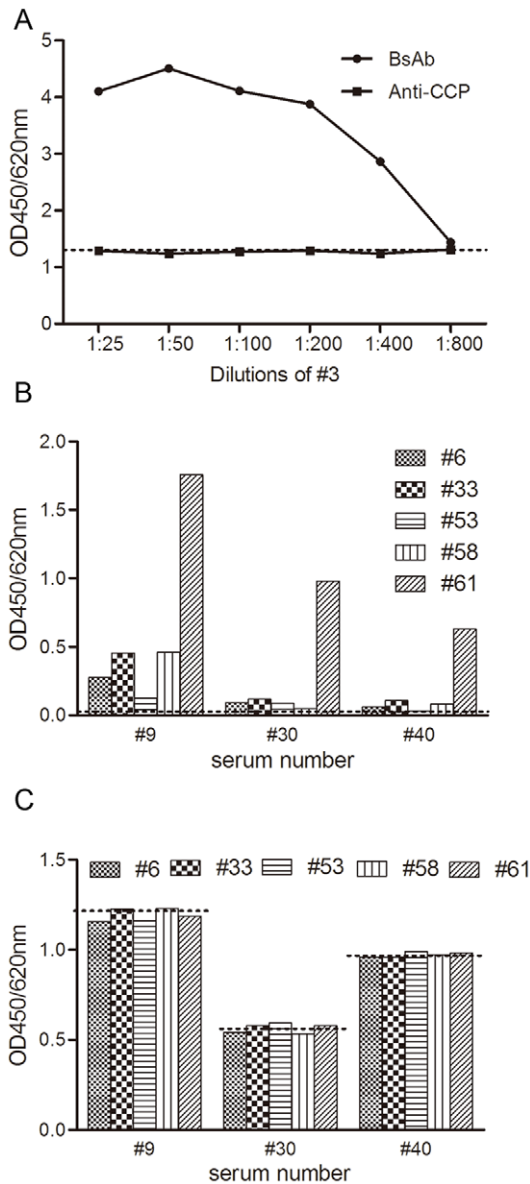 A
5
4
3
2
1
0
OD450/620nm
BsAb
Anti-CCP
1:25 1:50 1:100 1:200 1:400 1:800
Dilutions of #3
B
2.0
1.5
1.0
0.5
0.0
OD450/620nm
#6
#33
#53
#58
#61
#9 #30 #40
serum number
C
1.5
1.0
0.5
0.0
OD450/620nm
#6 #33 #53 #58 #61
#9 #30 #40
serum number